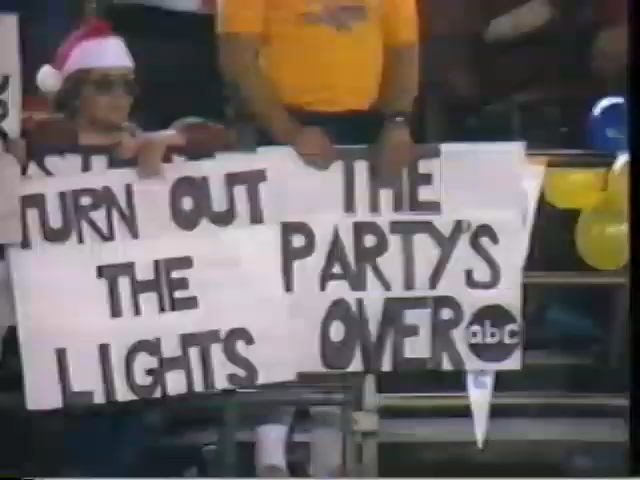 TURN OUT
THE
LIGHTS
THE
PARTY'S
OVER
abc